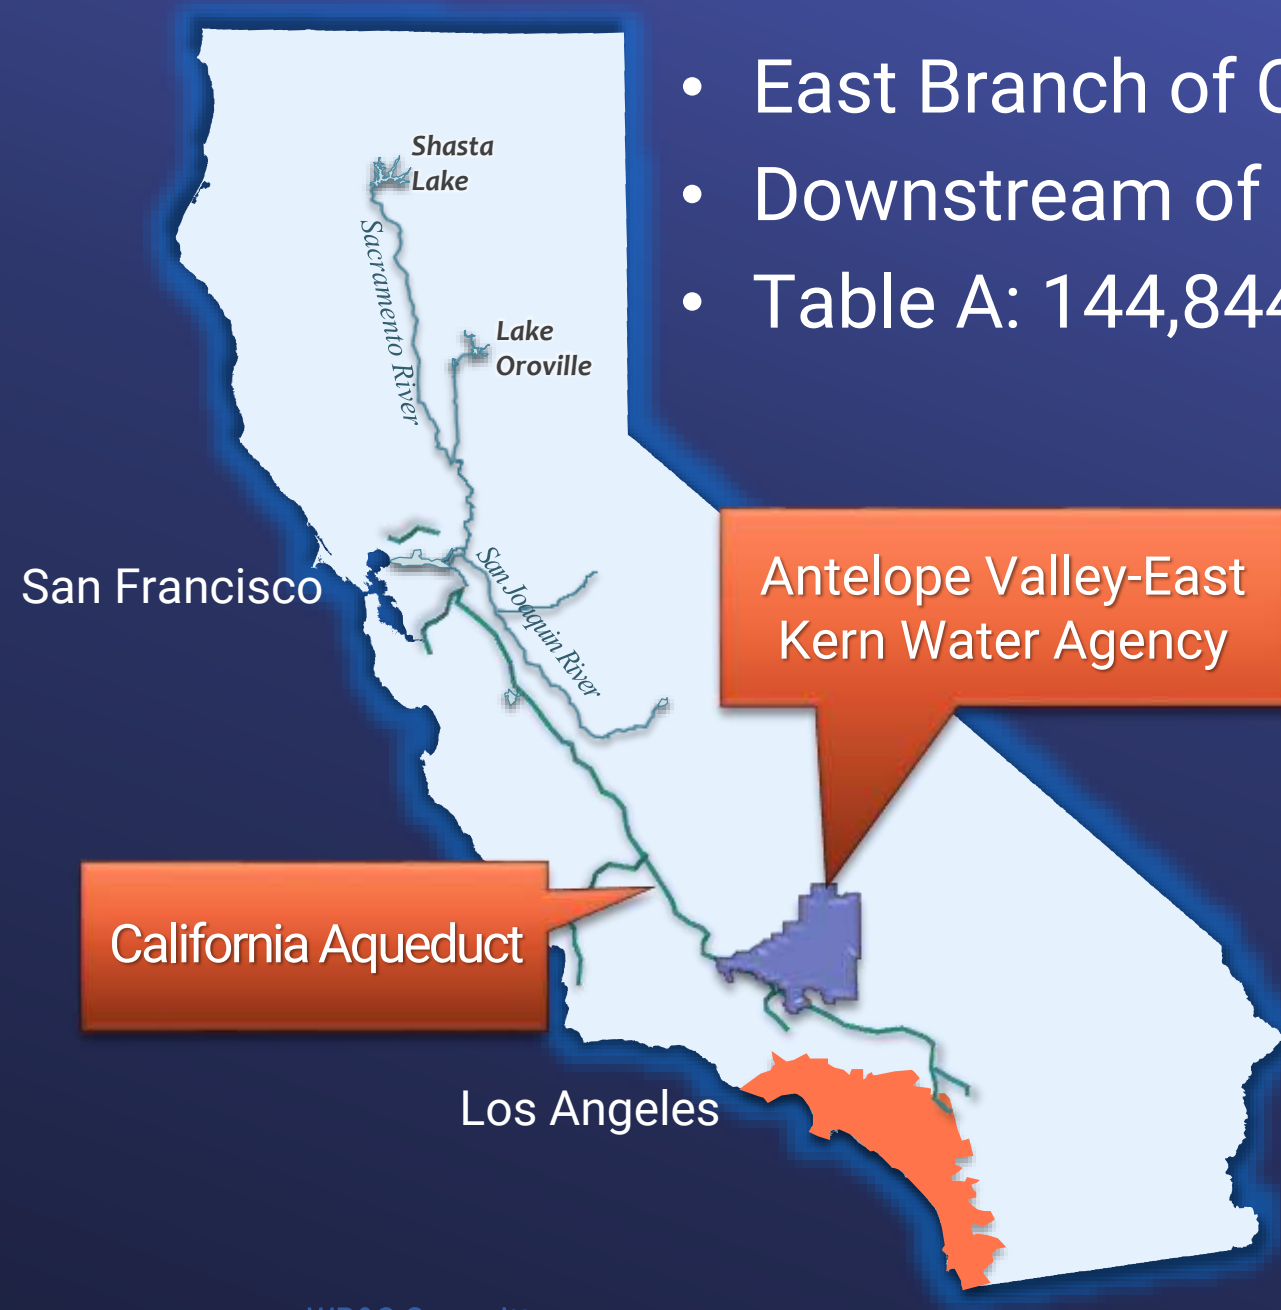 • East Branch of
• Downstream of
• Table A: 144,844
Shasta
Lake
Sacramento River
Lake
Oroville
San Francisco
San Joaquin River
Antelope Valley-East
Kern Water Agency
California Aqueduct
Los Angeles